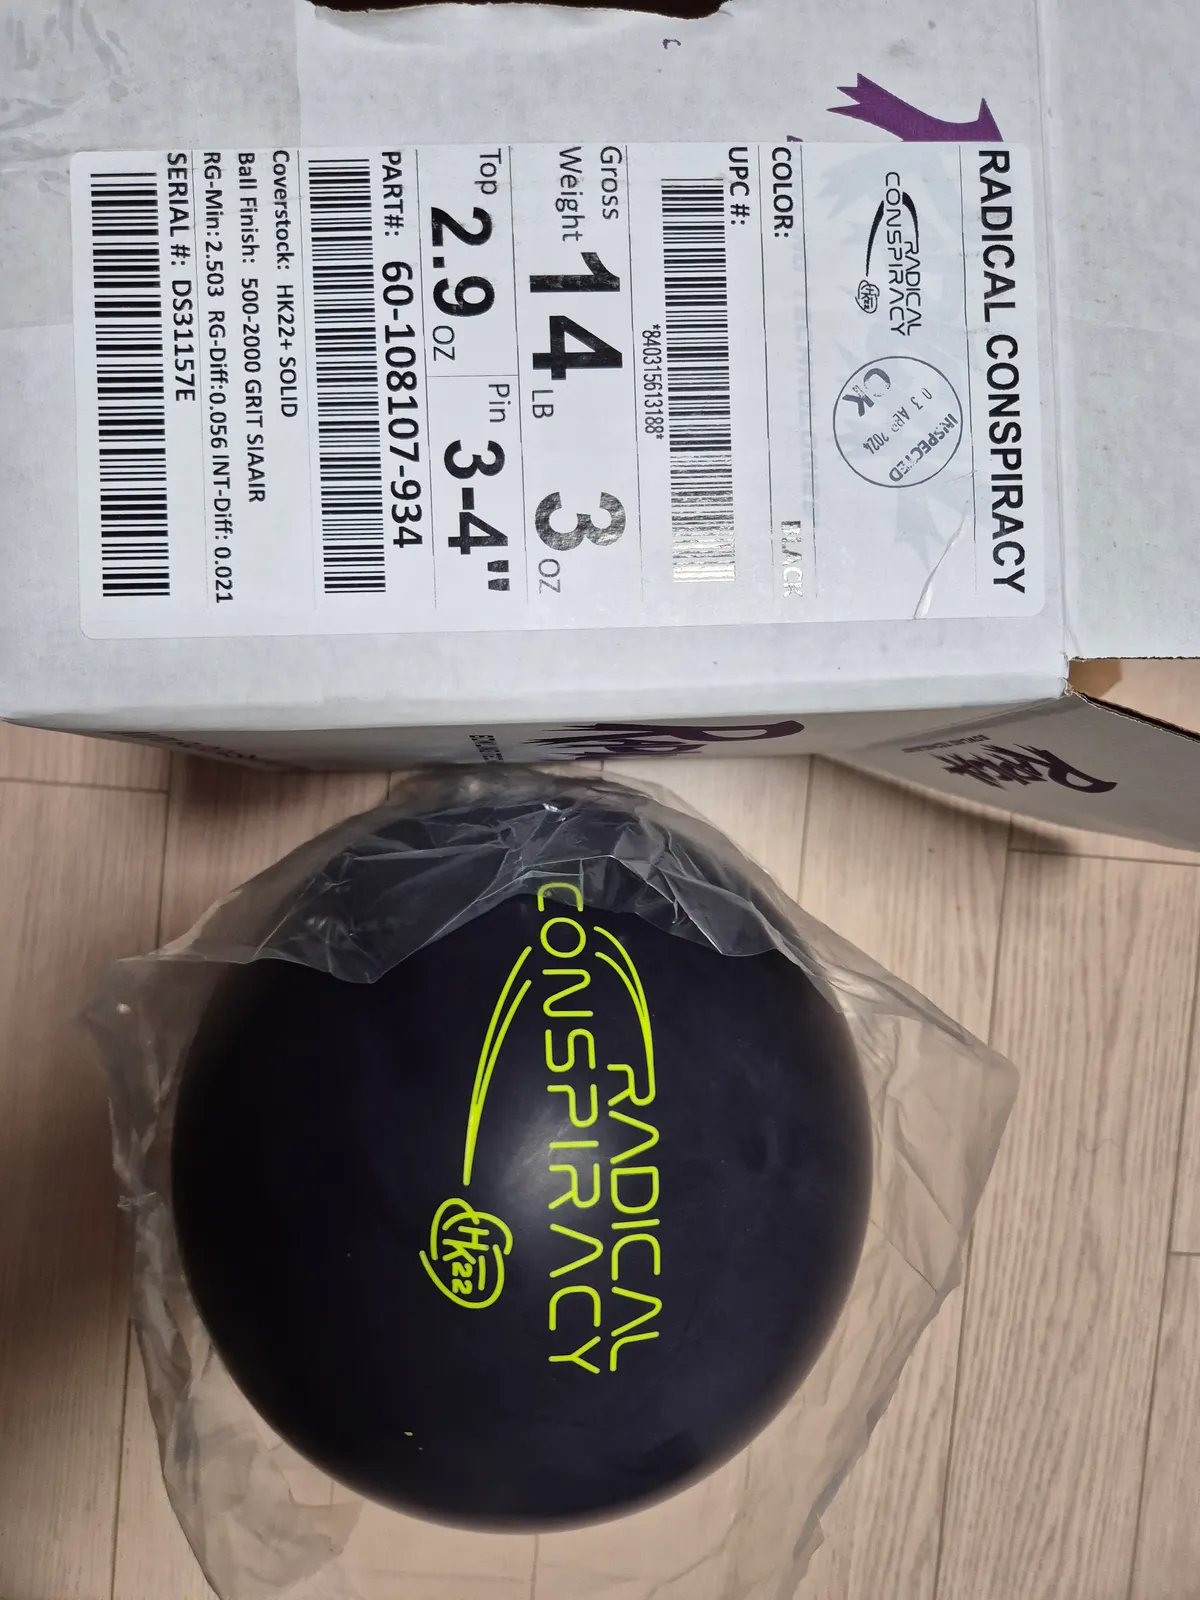 RADICAL CONSPIRACY
RADICAL
CONSPIRACY
HK22
INSPECTED
03 APR 2024
CK
COLOR:
BLACK
UPC #:
*840315613188*
Gross
Weight
14 LB 3 OZ
Top 2.9 OZ
Pin 3-4"
PART#: 60-108107-934
Coverstock: HK22+ SOLID
Ball Finish: 500-2000 GRIT SIAAIR
RG-Min:2.503 RG-Diff:0.056 INT-Diff: 0.021
SERIAL #: DS31157E
RADICAL
CONSPIRACY
HK22